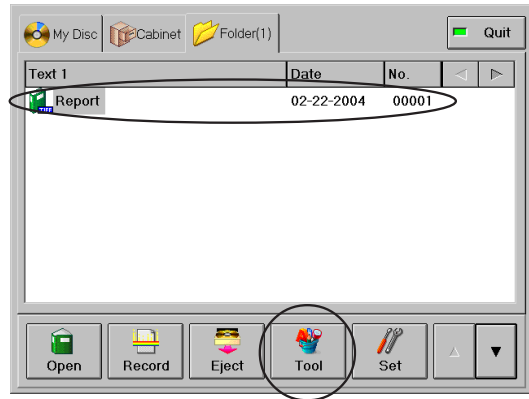 My Disc Cabinet Folder(1) Quit
Text 1 Date No.
TIFF Report 02-22-2004 00001
Open Record Eject Tool Set